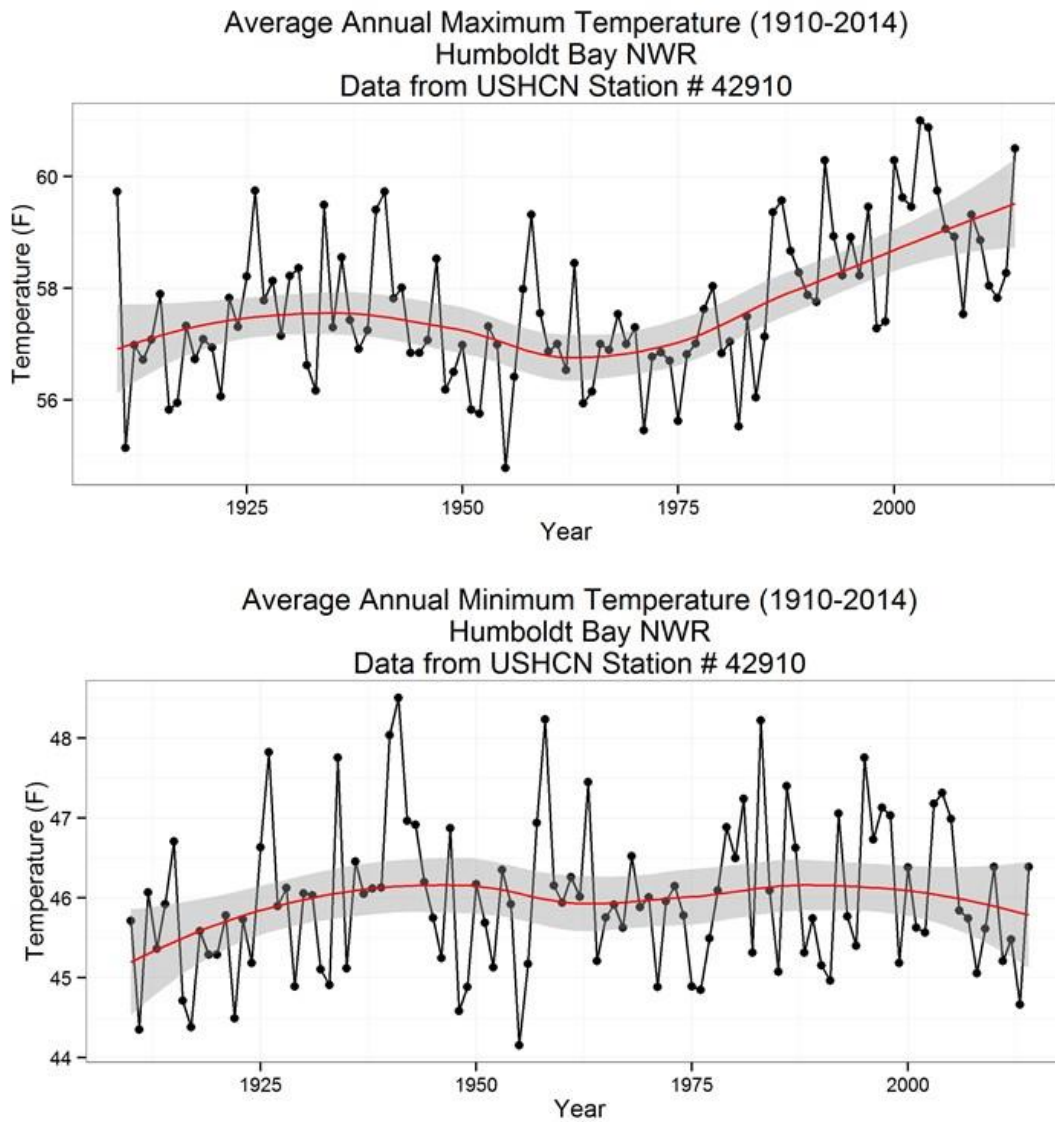 Average Annual Maximum Temperature (1910-2014)
Humboldt Bay NWR
Data from USHCN Station # 42910
60
58
56
Temperature (F)
1925 1950 1975 2000
Year
Average Annual Minimum Temperature (1910-2014)
Humboldt Bay NWR
Data from USHCN Station # 42910
48
47
46
45
44
Temperature (F)
1925 1950 1975 2000
Year